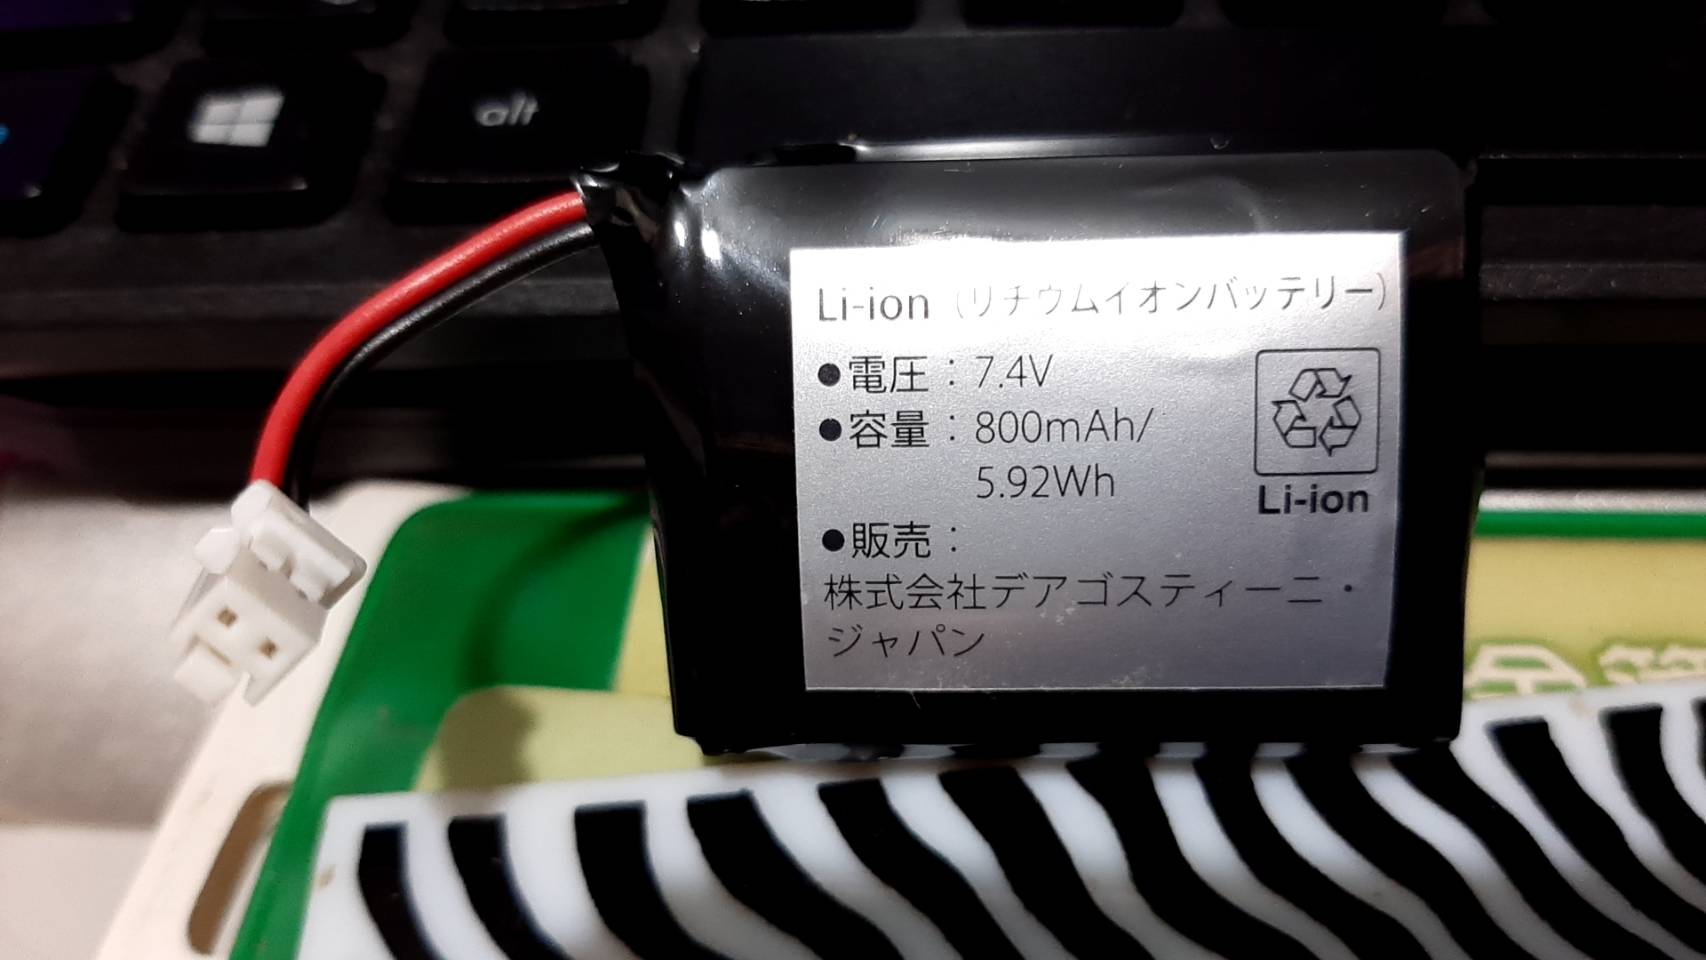 alt
Li-ion (リチウムイオンバッテリー)
●電圧：7.4V
●容量：800mAh/
5.92Wh
Li-ion
●販売：
株式会社デアゴスティーニ・
ジャパン